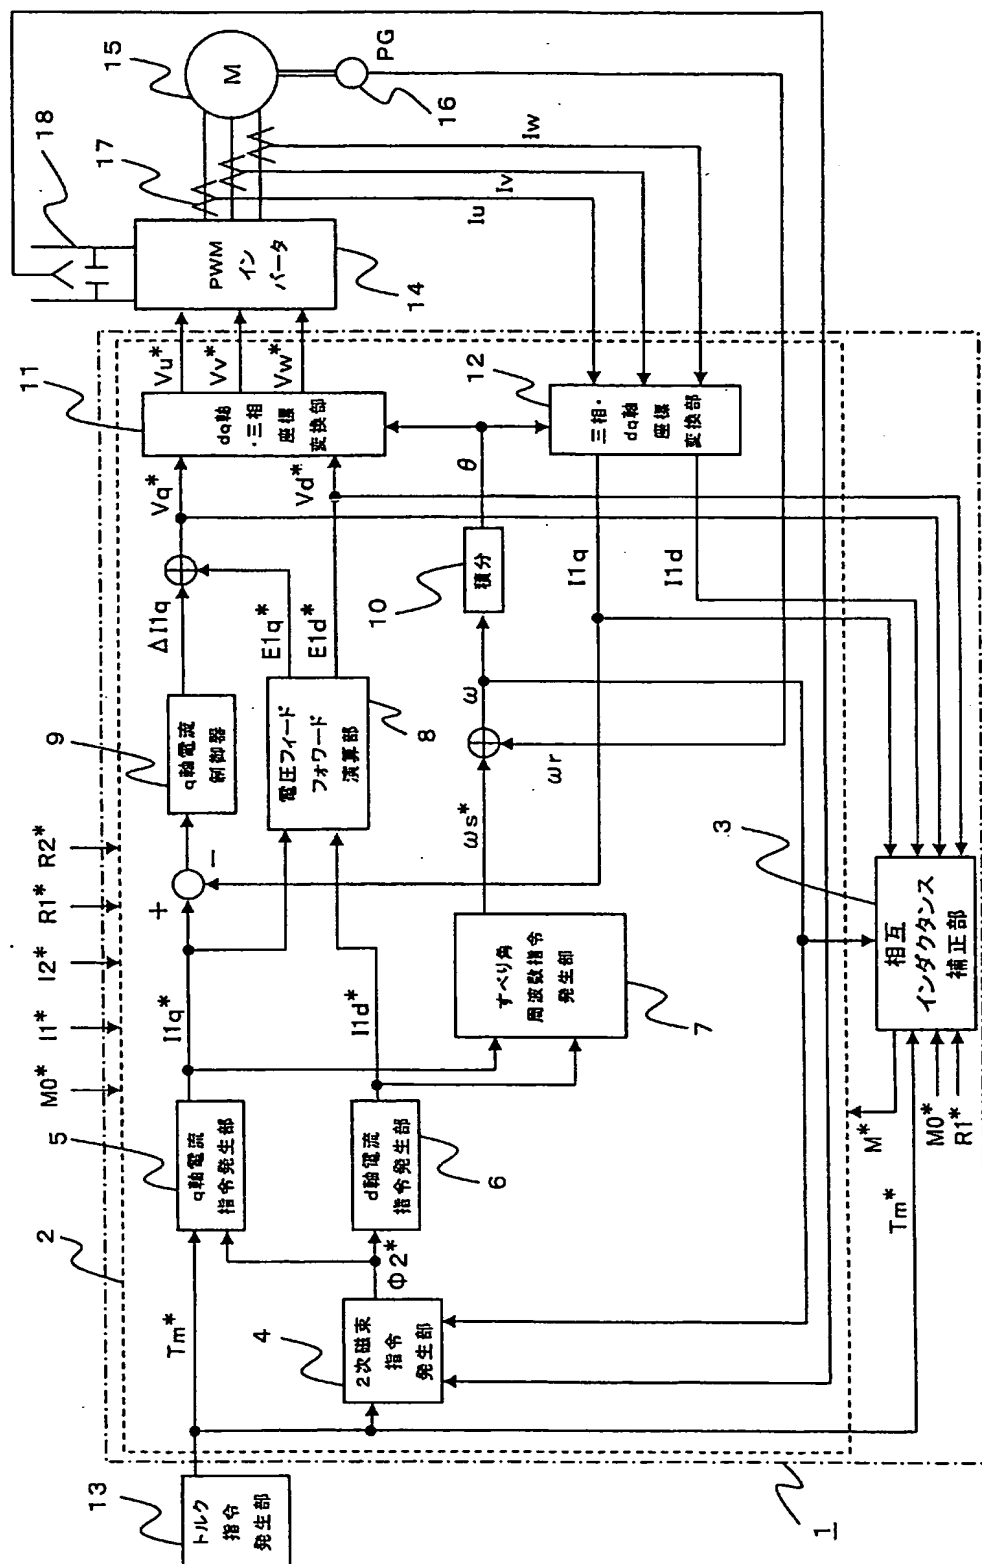 13
トルク
指令
発生部
Tm*
2
4
2次磁束
指令
発生部
Φ2*
5
q軸電流
指令発生部
6
d軸電流
指令発生部
M0*
I1*
I2*
R1*
R2*
I1q*
I1d*
+
-
7
すべり角
周波数指令
発生部
9
q軸電流
制御器
8
電圧フィード
フォワード
演算部
ΔI1q
E1q*
E1d*
ωs*
ωr
ω
10
積分
θ
Vq*
Vd*
11
dq軸
・三相
座標
変換部
Vu*
Vv*
Vw*
12
三相・
dq軸
座標
変換部
I1q
I1d
14
PWM
イン
バータ
18
17
15
M
PG
16
Iu
Iv
Iw
3
相互
インダクタンス
補正部
M*
Tm*
M0*
R1*
1